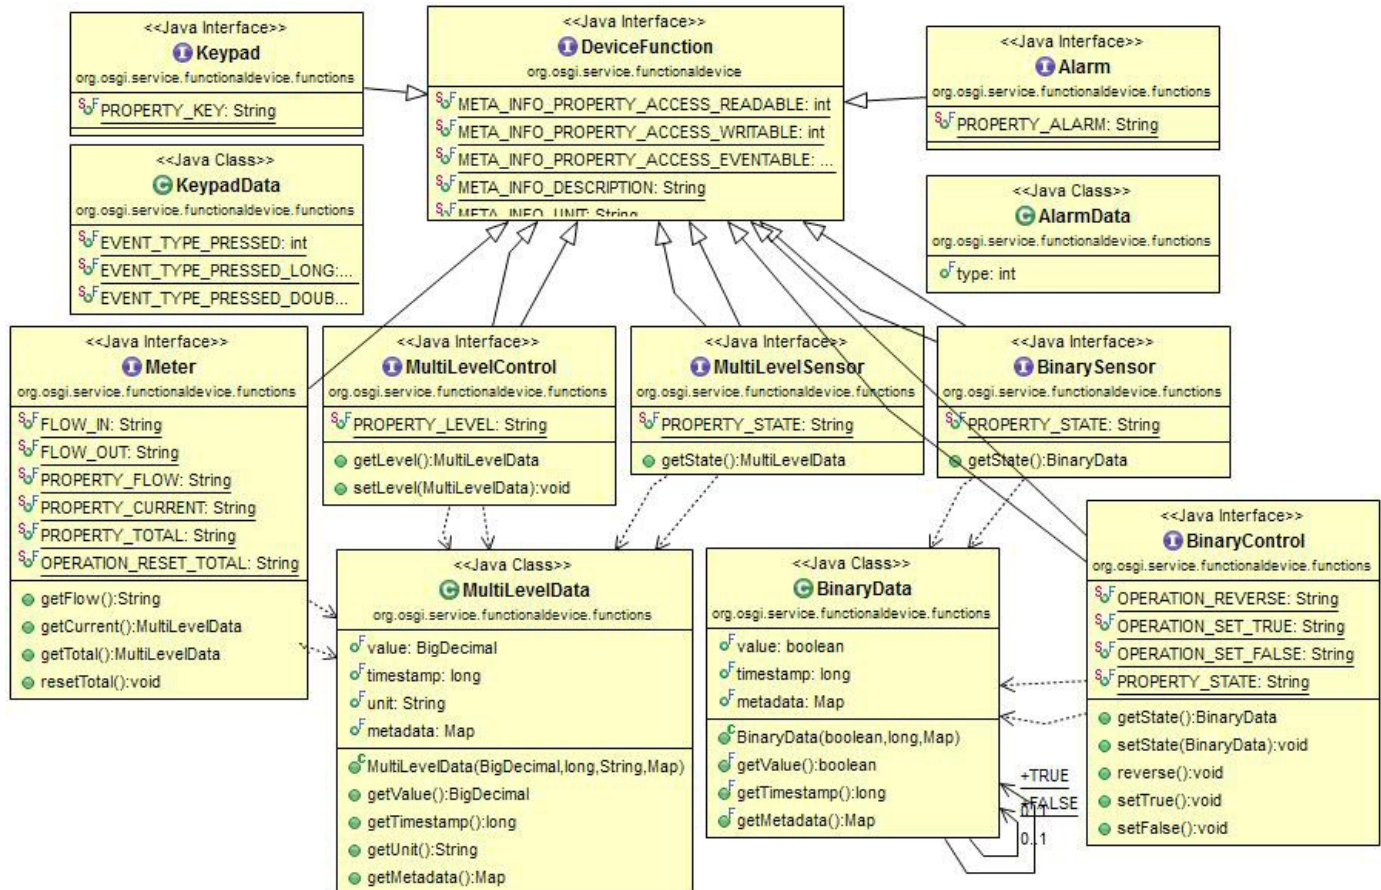 <<Java Interface>>
Keypad
org.osgi.service.functionaldevice.functions
PROPERTY_KEY: String
<<Java Interface>>
DeviceFunction
org.osgi.service.functionaldevice
META_INFO_PROPERTY_ACCESS_READABLE: int
META_INFO_PROPERTY_ACCESS_WRITABLE: int
META_INFO_PROPERTY_ACCESS_EVENTABLE: ...
META_INFO_DESCRIPTION: String
META_INFO_UNIT: String
<<Java Interface>>
Alarm
org.osgi.service.functionaldevice.functions
PROPERTY_ALARM: String
<<Java Class>>
KeypadData
org.osgi.service.functionaldevice.functions
EVENT_TYPE_PRESSED: int
EVENT_TYPE_PRESSED_LONG:...
EVENT_TYPE_PRESSED_DOUB...
<<Java Class>>
AlarmData
org.osgi.service.functionaldevice.functions
type: int
<<Java Interface>>
Meter
org.osgi.service.functionaldevice.functions
FLOW_IN: String
FLOW_OUT: String
PROPERTY_FLOW: String
PROPERTY_CURRENT: String
PROPERTY_TOTAL: String
OPERATION_RESET_TOTAL: String
getFlow():String
getCurrent():MultiLevelData
getTotal():MultiLevelData
resetTotal():void
<<Java Interface>>
MultiLevelControl
org.osgi.service.functionaldevice.functions
PROPERTY_LEVEL: String
getLevel():MultiLevelData
setLevel(MultiLevelData):void
<<Java Interface>>
MultiLevelSensor
org.osgi.service.functionaldevice.functions
PROPERTY_STATE: String
getState():MultiLevelData
<<Java Interface>>
BinarySensor
org.osgi.service.functionaldevice.functions
PROPERTY_STATE: String
getState():BinaryData
<<Java Class>>
MultiLevelData
org.osgi.service.functionaldevice.functions
value: BigDecimal
timestamp: long
unit: String
metadata: Map
MultiLevelData(BigDecimal,long,String,Map)
getValue():BigDecimal
getTimestamp():long
getUnit():String
getMetadata():Map
<<Java Class>>
BinaryData
org.osgi.service.functionaldevice.functions
value: boolean
timestamp: long
metadata: Map
BinaryData(boolean,long,Map)
getValue():boolean
getTimestamp():long
getMetadata():Map
+TRUE
+FALSE
0..1
0..1
<<Java Interface>>
BinaryControl
org.osgi.service.functionaldevice.functions
OPERATION_REVERSE: String
OPERATION_SET_TRUE: String
OPERATION_SET_FALSE: String
PROPERTY_STATE: String
getState():BinaryData
setState(BinaryData):void
reverse():void
setTrue():void
setFalse():void